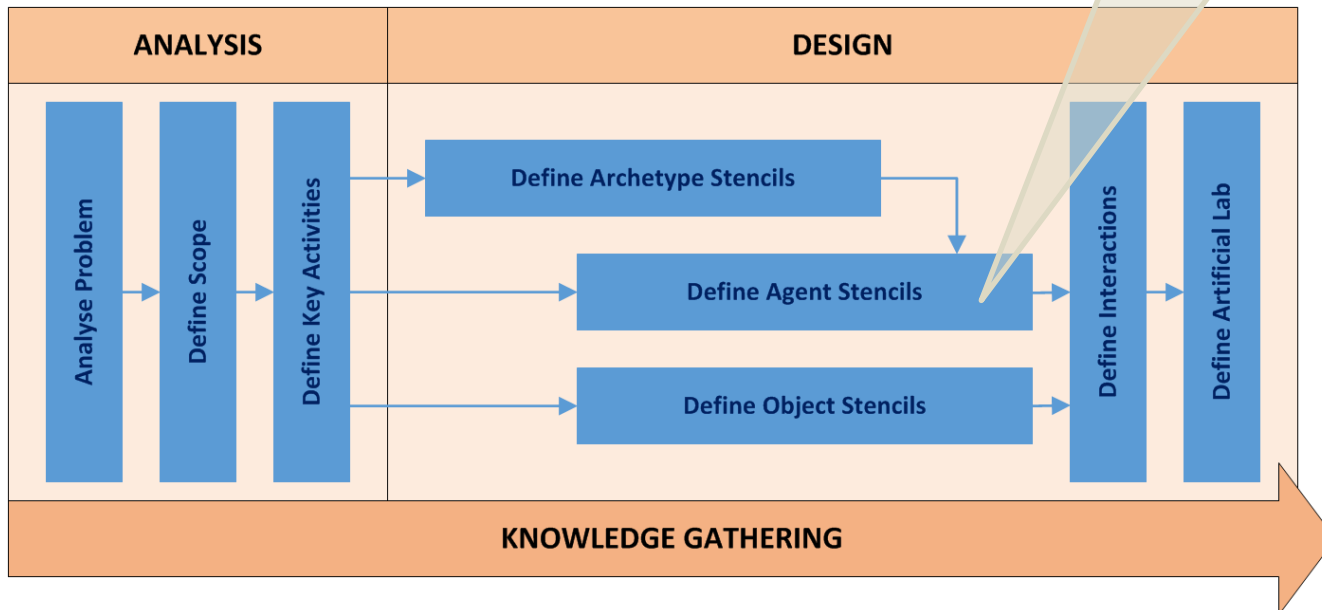 ANALYSIS
DESIGN
Analyse Problem
Define Scope
Define Key Activities
Define Archetype Stencils
Define Agent Stencils
Define Object Stencils
Define Interactions
Define Artificial Lab
KNOWLEDGE GATHERING